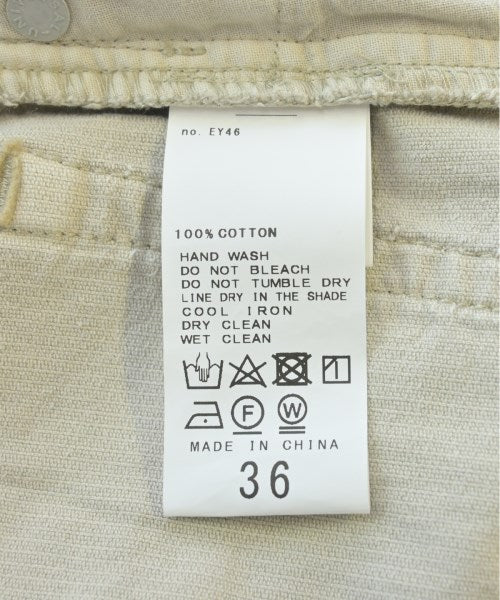 no. EY46
100% COTTON
HAND WASH
DO NOT BLEACH
DO NOT TUMBLE DRY
LINE DRY IN THE SHADE
COOL IRON
DRY CLEAN
WET CLEAN
F W
MADE IN CHINA
36